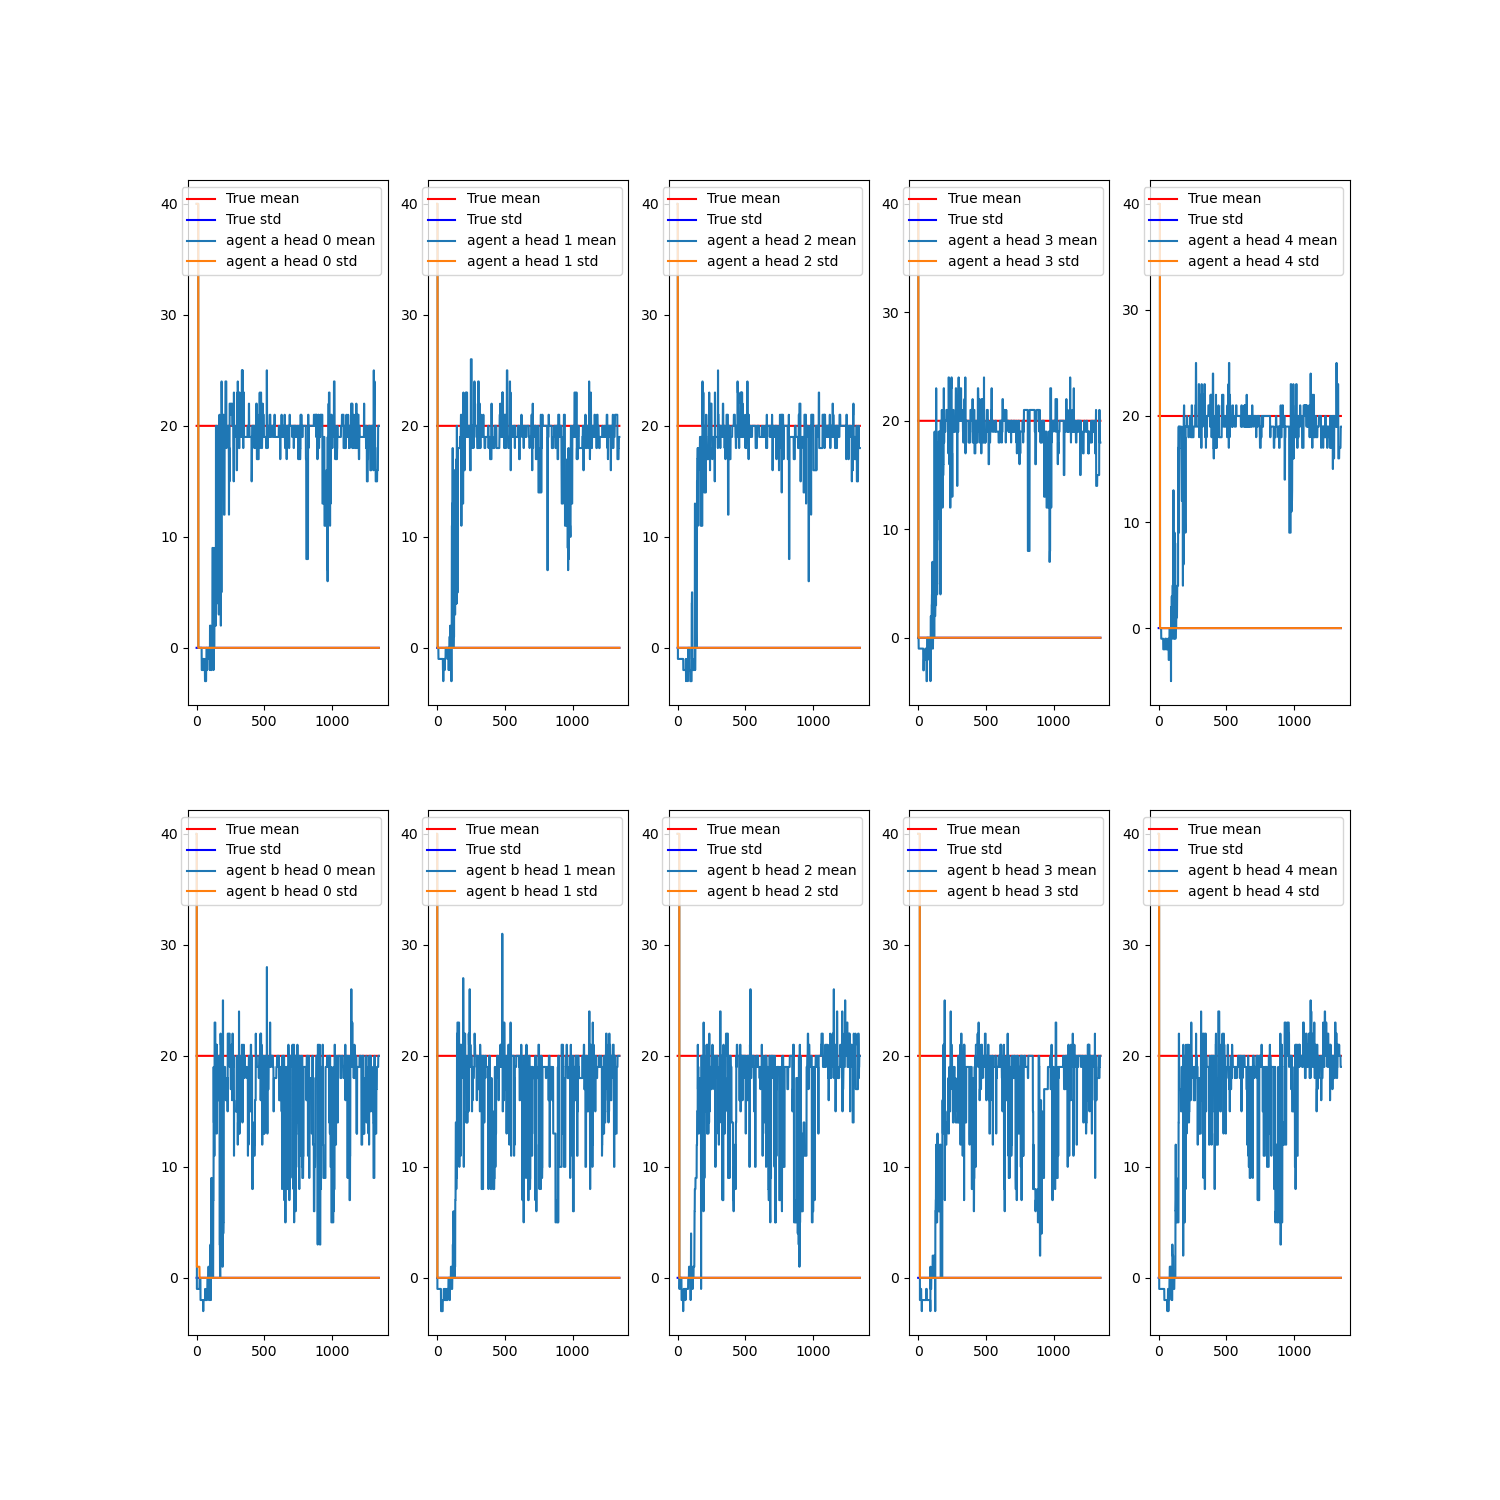 True mean
True std
agent a head 0 mean
agent a head 0 std
40
30
20
10
0
0 500 1000
True mean
True std
agent a head 1 mean
agent a head 1 std
40
30
20
10
0
0 500 1000
True mean
True std
agent a head 2 mean
agent a head 2 std
40
30
20
10
0
0 500 1000
True mean
True std
agent a head 3 mean
agent a head 3 std
40
30
20
10
0
0 500 1000
True mean
True std
agent a head 4 mean
agent a head 4 std
40
30
20
10
0
0 500 1000
True mean
True std
agent b head 0 mean
agent b head 0 std
40
30
20
10
0
0 500 1000
True mean
True std
agent b head 1 mean
agent b head 1 std
40
30
20
10
0
0 500 1000
True mean
True std
agent b head 2 mean
agent b head 2 std
40
30
20
10
0
0 500 1000
True mean
True std
agent b head 3 mean
agent b head 3 std
40
30
20
10
0
0 500 1000
True mean
True std
agent b head 4 mean
agent b head 4 std
40
30
20
10
0
0 500 1000